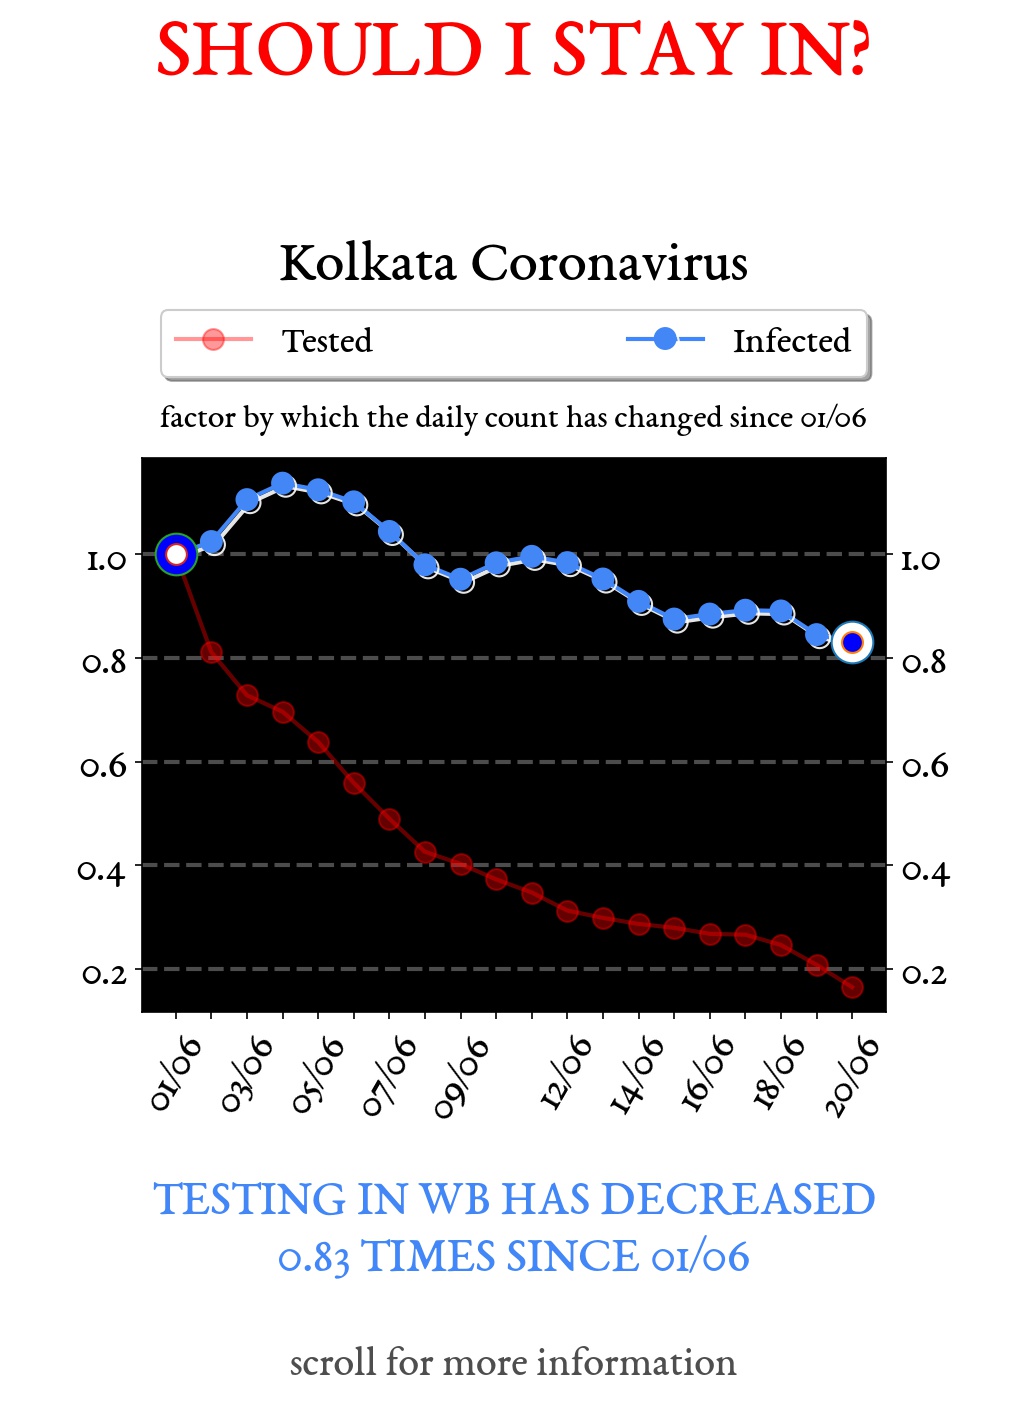 SHOULD I STAY IN?
Kolkata Coronavirus
Tested Infected
factor by which the daily count has changed since 01/06
1.0 1.0
0.8 0.8
0.6 0.6
0.4 0.4
0.2 0.2
01/06 03/06 05/06 07/06 09/06 12/06 14/06 16/06 18/06 20/06
TESTING IN WB HAS DECREASED
0.83 TIMES SINCE 01/06
scroll for more information